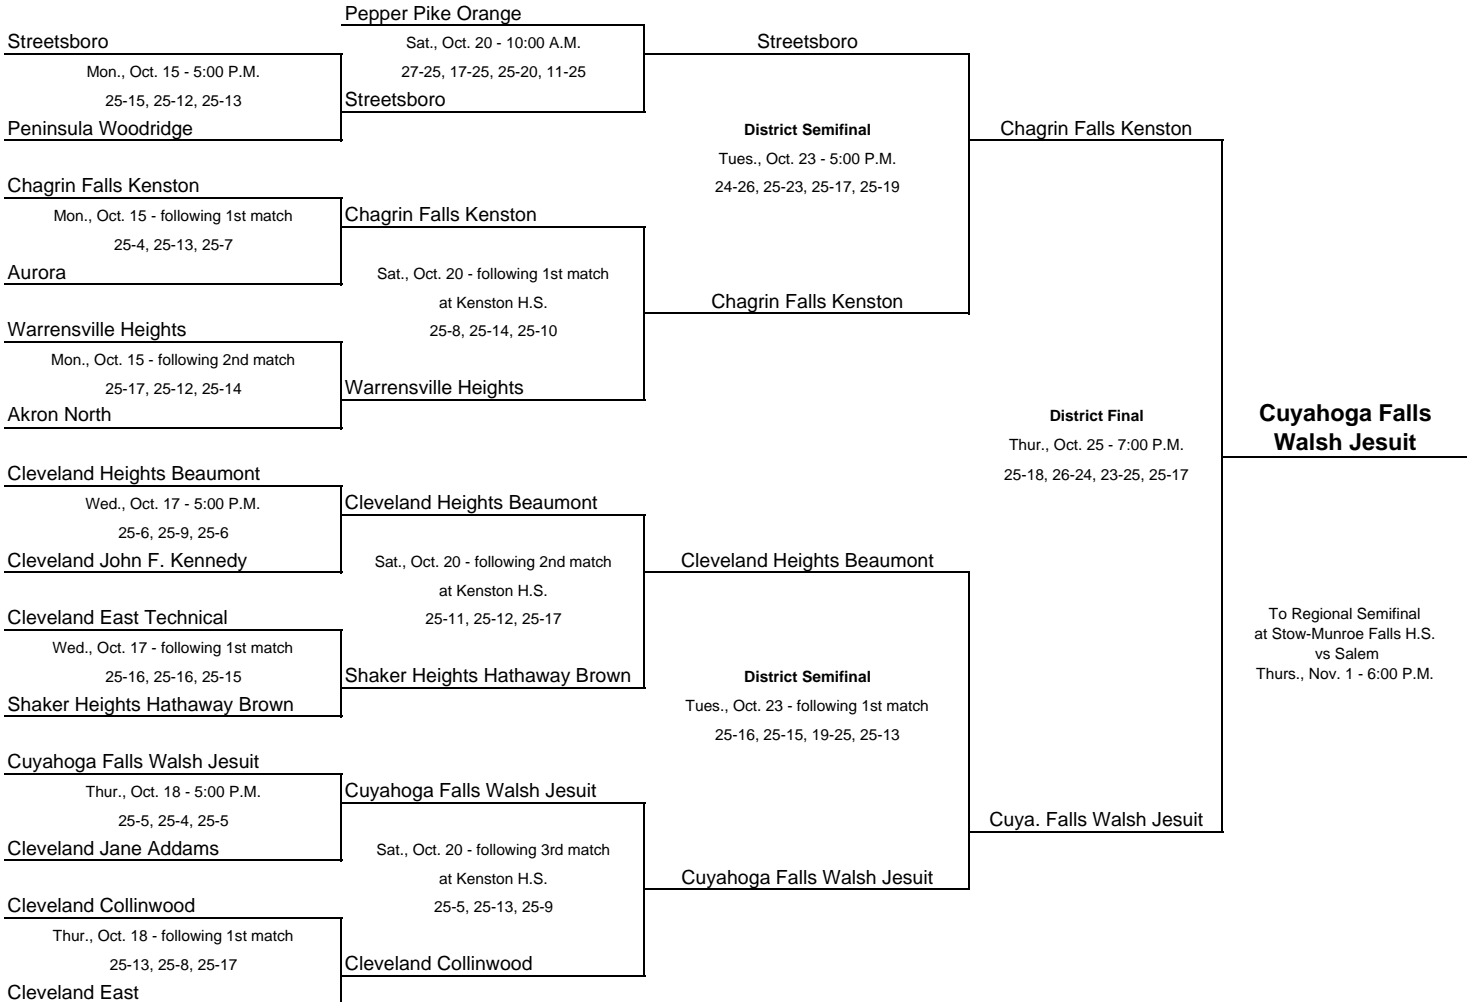 Pepper Pike Orange
Streetsboro
Sat., Oct. 20 - 10:00 A.M.
Streetsboro
Mon., Oct. 15 - 5:00 P.M.
27-25, 17-25, 25-20, 11-25
25-15, 25-12, 25-13
Streetsboro
Peninsula Woodridge
District Semifinal
Chagrin Falls Kenston
Tues., Oct. 23 - 5:00 P.M.
Chagrin Falls Kenston
24-26, 25-23, 25-17, 25-19
Mon., Oct. 15 - following 1st match
Chagrin Falls Kenston
25-4, 25-13, 25-7
Aurora
Sat., Oct. 20 - following 1st match
at Kenston H.S.
Chagrin Falls Kenston
Warrensville Heights
25-8, 25-14, 25-10
Mon., Oct. 15 - following 2nd match
25-17, 25-12, 25-14
Warrensville Heights
Akron North
District Final
Cuyahoga Falls
Walsh Jesuit
Thur., Oct. 25 - 7:00 P.M.
Cleveland Heights Beaumont
25-18, 26-24, 23-25, 25-17
Wed., Oct. 17 - 5:00 P.M.
Cleveland Heights Beaumont
25-6, 25-9, 25-6
Cleveland John F. Kennedy
Sat., Oct. 20 - following 2nd match
Cleveland Heights Beaumont
at Kenston H.S.
Cleveland East Technical
25-11, 25-12, 25-17
To Regional Semifinal
at Stow-Munroe Falls H.S.
vs Salem
Thurs., Nov. 1 - 6:00 P.M.
Wed., Oct. 17 - following 1st match
25-16, 25-16, 25-15
Shaker Heights Hathaway Brown
District Semifinal
Shaker Heights Hathaway Brown
Tues., Oct. 23 - following 1st match
25-16, 25-15, 19-25, 25-13
Cuyahoga Falls Walsh Jesuit
Thur., Oct. 18 - 5:00 P.M.
Cuyahoga Falls Walsh Jesuit
25-5, 25-4, 25-5
Cuya. Falls Walsh Jesuit
Cleveland Jane Addams
Sat., Oct. 20 - following 3rd match
at Kenston H.S.
Cuyahoga Falls Walsh Jesuit
Cleveland Collinwood
25-5, 25-13, 25-9
Thur., Oct. 18 - following 1st match
25-13, 25-8, 25-17
Cleveland Collinwood
Cleveland East